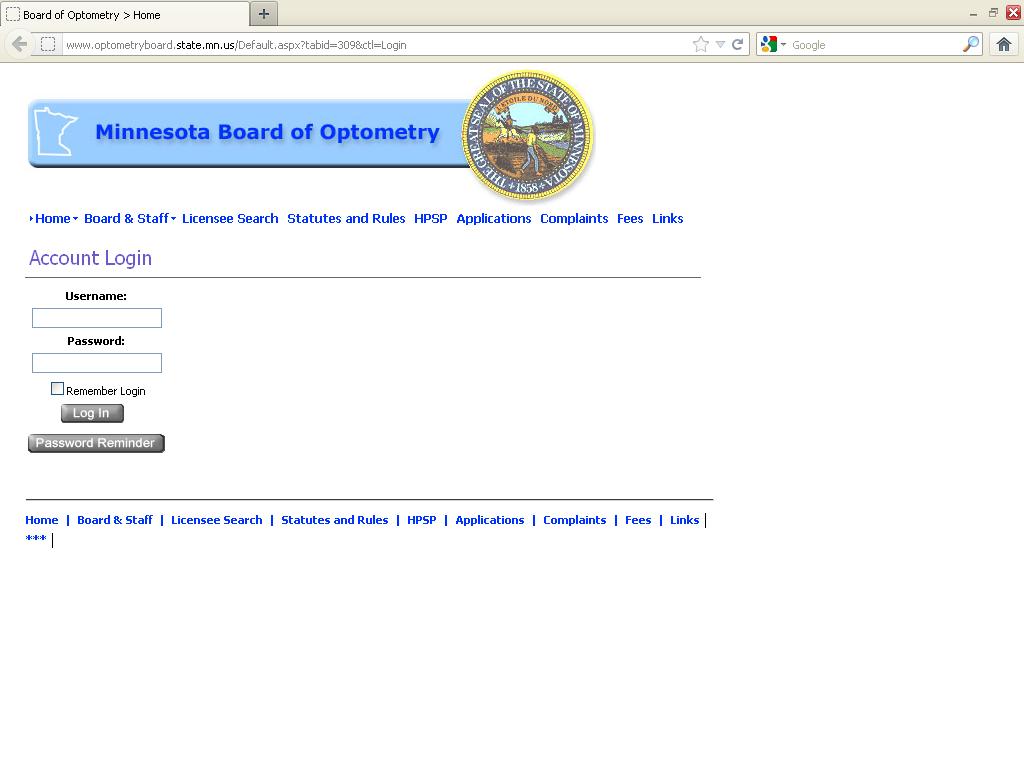 Board of Optometry > Home
www.optometryboard.state.mn.us/Default.aspx?tabid=309&ctl=Login
Google
Minnesota Board of Optometry
THE GREAT SEAL OF THE STATE OF MINNESOTA
L'ETOILE DU NORD
1858
Home Board & Staff Licensee Search Statutes and Rules HPSP Applications Complaints Fees Links
Account Login
Username:
Password:
Remember Login
Log In
Password Reminder
Home | Board & Staff | Licensee Search | Statutes and Rules | HPSP | Applications | Complaints | Fees | Links |
*** |